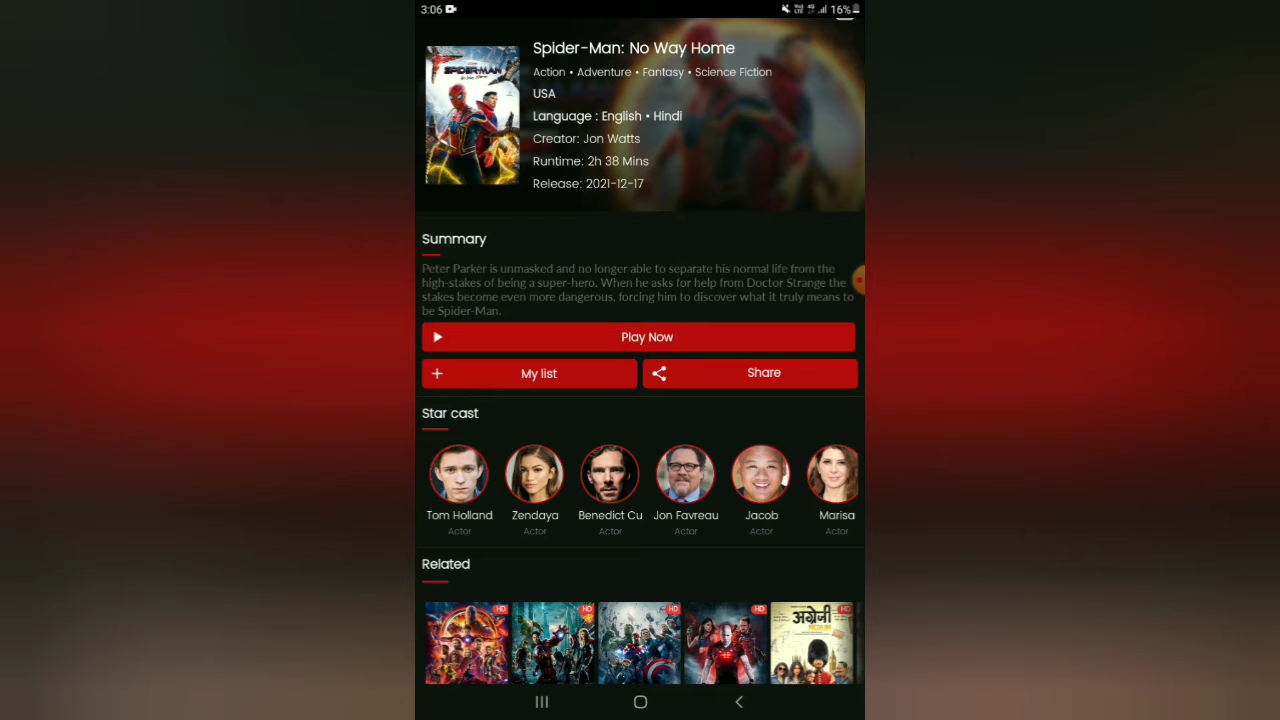 3:06
16%
Spider-Man: No Way Home
Action • Adventure • Fantasy • Science Fiction
USA
Language : English • Hindi
Creator: Jon Watts
Runtime: 2h 38 Mins
Release: 2021-12-17
SPIDER-MAN
Summary
Peter Parker is unmasked and no longer able to separate his normal life from the
high-stakes of being a super-hero. When he asks for help from Doctor Strange the
stakes become even more dangerous, forcing him to discover what it truly means to
be Spider-Man.
Play Now
My list
Share
Star cast
Tom Holland
Zendaya
Benedict Cu
Jon Favreau
Jacob
Marisa
Actor
Actor
Actor
Actor
Actor
Actor
Related
HD
HD
HD
HD
HD
अंग्रेज़ी